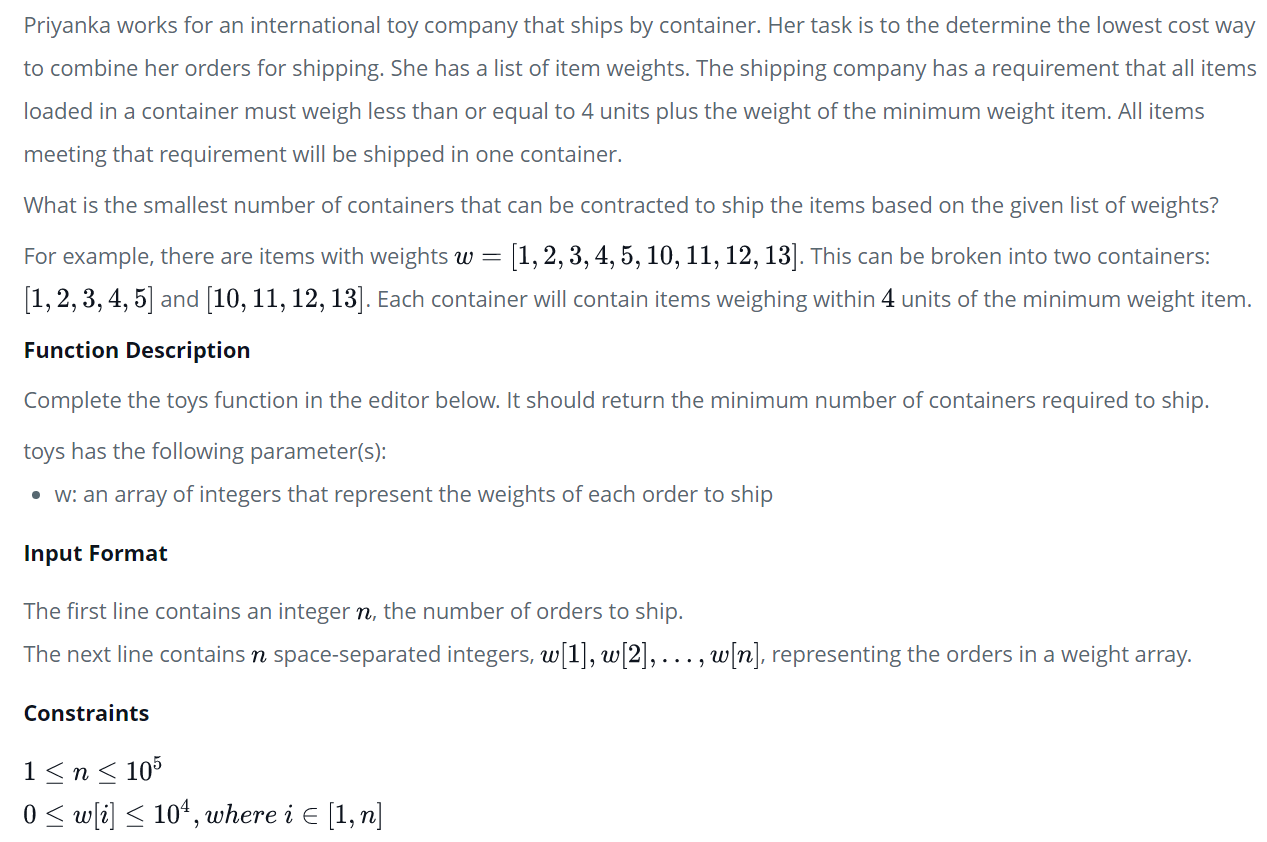 Priyanka works for an international toy company that ships by container. Her task is to the determine the lowest cost way
to combine her orders for shipping. She has a list of item weights. The shipping company has a requirement that all items
loaded in a container must weigh less than or equal to 4 units plus the weight of the minimum weight item. All items
meeting that requirement will be shipped in one container.
What is the smallest number of containers that can be contracted to ship the items based on the given list of weights?
For example, there are items with weights w = [1, 2, 3, 4, 5, 10, 11, 12, 13]. This can be broken into two containers:
[1, 2, 3, 4, 5] and [10, 11, 12, 13]. Each container will contain items weighing within 4 units of the minimum weight item.
Function Description
Complete the toys function in the editor below. It should return the minimum number of containers required to ship.
toys has the following parameter(s):
• w: an array of integers that represent the weights of each order to ship
Input Format
The first line contains an integer n, the number of orders to ship.
The next line contains n space-separated integers, w[1], w[2], . . . , w[n], representing the orders in a weight array.
Constraints
1 ≤ n ≤ 10⁵
0 ≤ w[i] ≤ 10⁴, where i ∈ [1, n]